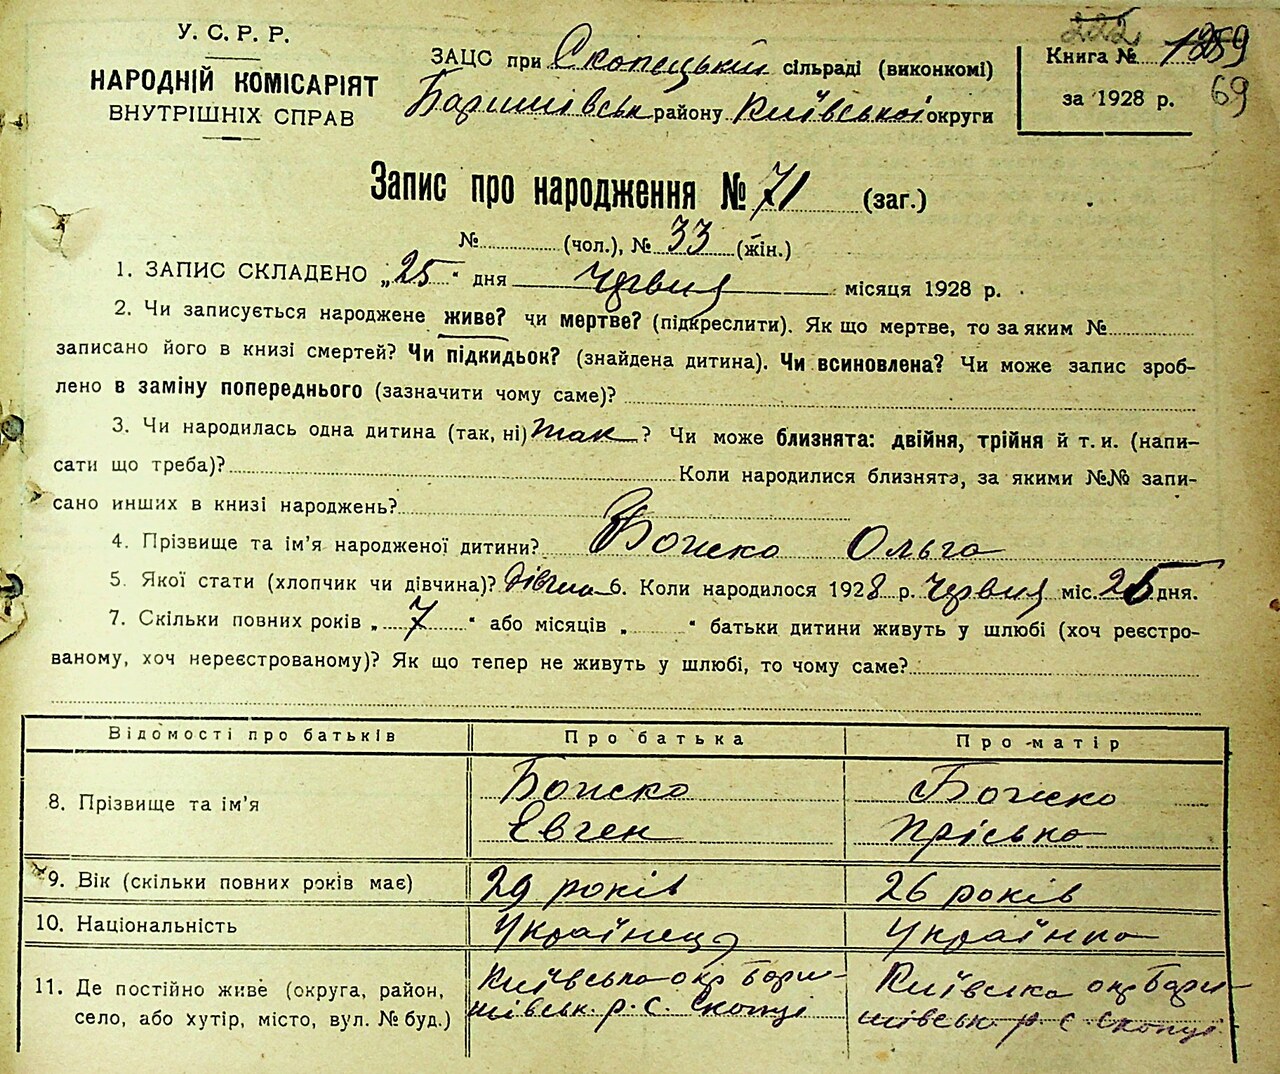 У. С. Р. Р.
НАРОДНІЙ КОМІСАРІЯТ
ВНУТРІШНІХ СПРАВ
ЗАЦС при Скопецькій сільраді (виконкомі)
Баришівськ району Київської округи
222
Книга № 1259
за 1928 р. 69
Запис про народження № 71 (заг.)
№ (чол.), № 33 (жін.)
1. ЗАПИС СКЛАДЕНО „25“ дня червня місяця 1928 р.
2. Чи записується народжене живе? чи мертве? (підкреслити). Як що мертве, то за яким №
записано його в книзі смертей? Чи підкидьок? (знайдена дитина). Чи всиновлена? Чи може запис зроб-
лено в заміну попереднього (зазначити чому саме)?
3. Чи народилась одна дитина (так, ні) так ? Чи може близнята: двійня, трійня й т. и. (напи-
сати що треба)? Коли народилися близнята, за якими №№ запи-
сано инших в книзі народжень?
4. Прізвище та ім'я народженої дитини? Божко Ольга
5. Якої стати (хлопчик чи дівчина)? дівчина 6. Коли народилось 1928 р. червня міс. 25 дня.
7. Скільки повних років „ 7 “ або місяців „ “ батьки дитини живуть у шлюбі (хоч реєстро-
ваному, хоч нереєстрованому)? Як що тепер не живуть у шлюбі, то чому саме?
Відомості про батьків Про батька Про матір
8. Прізвище та ім'я Божко Евген Божко Пріська
9. Вік (скільки повних років має) 29 років 26 років
10. Національність Українець Українка
11. Де постійно живе (округа, район, Київська окр Бари- Київська окр Бари-
село, або хутір, місто, вул. № буд.) шівськ. р. с. Скопці шівськ. р с Скопці